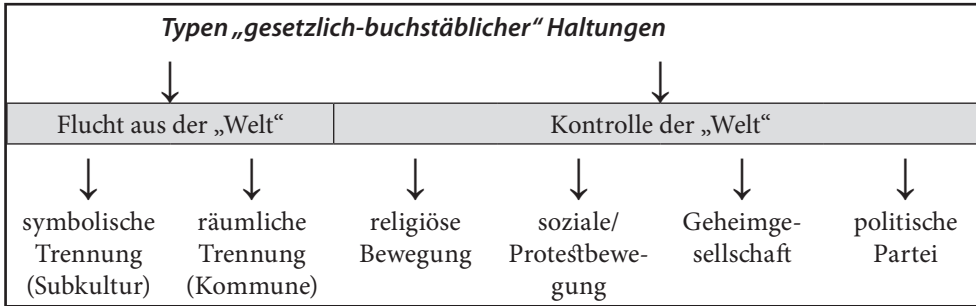 Typen „gesetzlich-buchstäblicher“ Haltungen
Flucht aus der „Welt“
Kontrolle der „Welt“
symbolische
Trennung
(Subkultur)
räumliche
Trennung
(Kommune)
religiöse
Bewegung
soziale/
Protestbewe-
gung
Geheimge-
sellschaft
politische
Partei